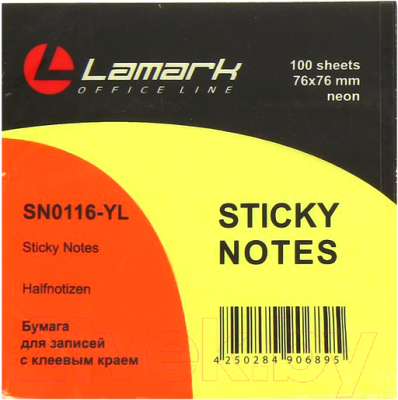 Lamark
OFFICE LINE
100 sheets
76x76 mm
neon
SN0116-YL
Sticky Notes
Halfnotizen
Бумага
для записей
с клеевым краем
STICKY
NOTES
4 250284 906895